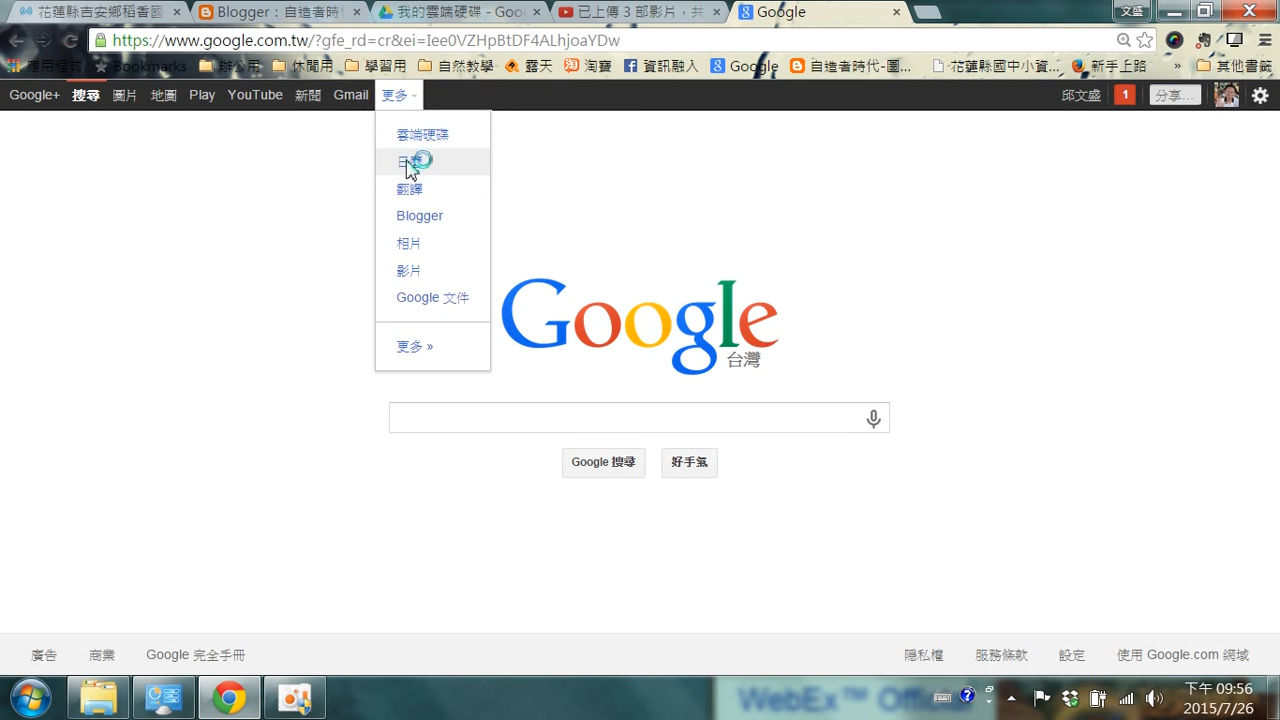 花蓮縣吉安鄉稻香國
Blogger：自造者時代
我的雲端硬碟 - Goo
已上傳 3 部影片，共
Google
文盛
https://www.google.com.tw/?gfe_rd=cr&ei=Iee0VZHpBtDF4ALhjoaYDw
應用程式
Bookmarks
辦公用
休閒用
學習用
自然教學
露天
淘寶
資訊融入
Google
自造者時代-圖...
花蓮縣國中小資...
新手上路
»
其他書籤
Google+
搜尋
圖片
地圖
Play
YouTube
新聞
Gmail
更多
邱文盛
1
分享...
雲端硬碟
翻譯
Blogger
相片
影片
Google 文件
更多 »
Google
台灣
Google 搜尋
好手氣
廣告
商業
Google 完全手冊
隱私權
服務條款
設定
使用 Google.com 網域
下午 09:56
2015/7/26